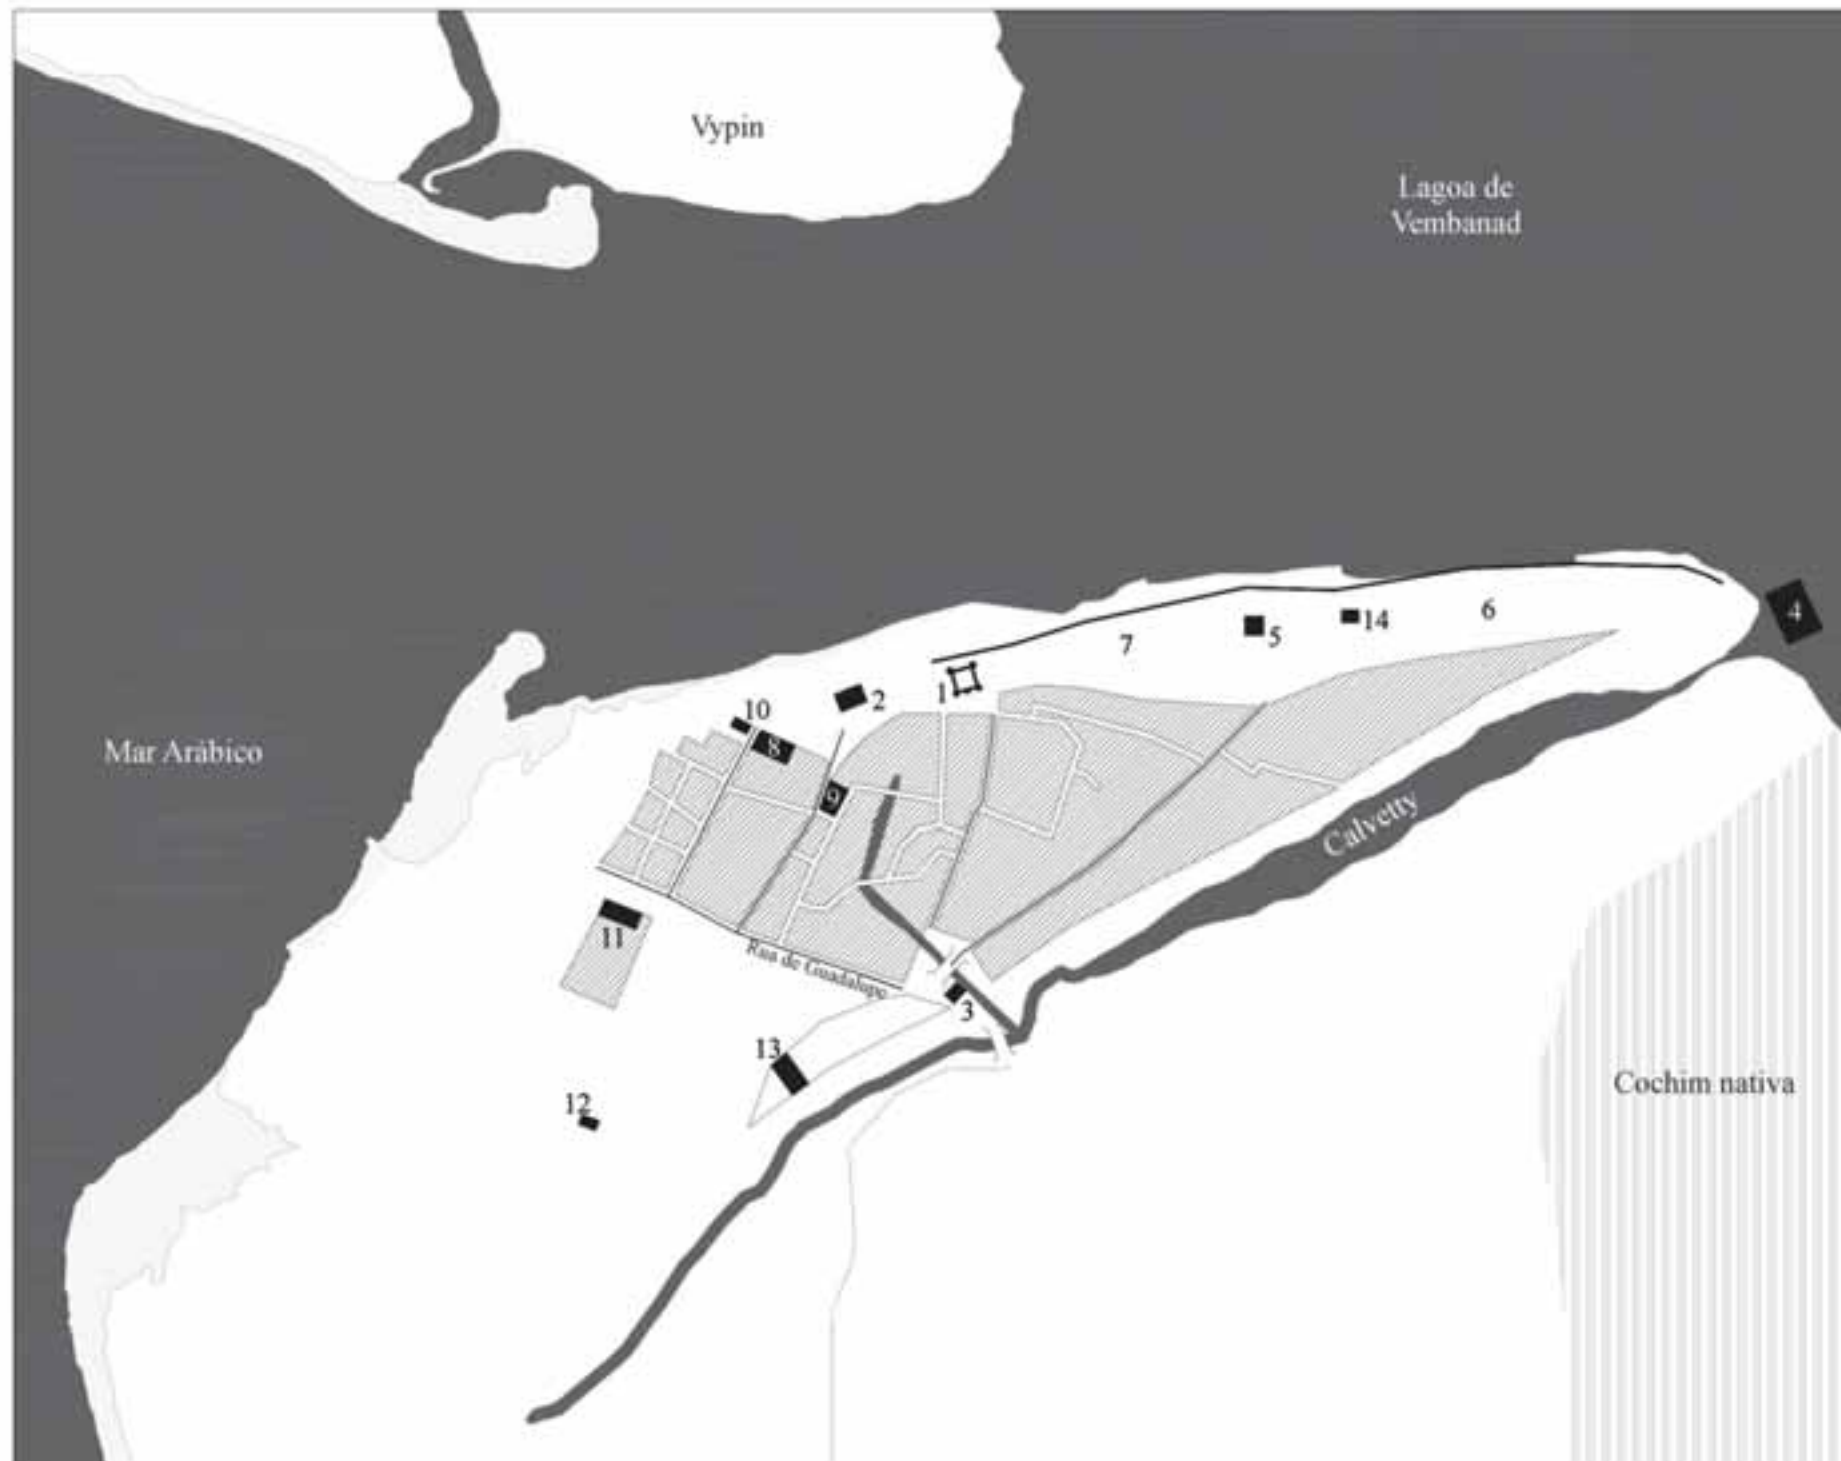 Vypin
Lagoa de
Vembanad
6
4
14
5
7
1
2
10
8
Mar Arábico
9
Calvetty
11
Rua de Guadalupe
3
13
Cochim nativa
12